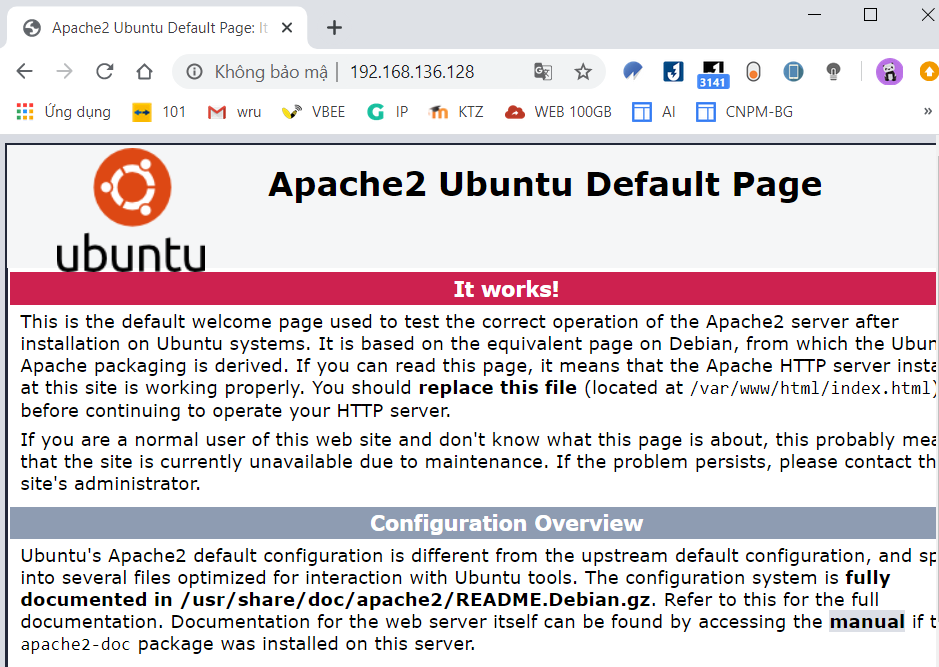 Apache2 Ubuntu Default Page: It
Không bảo mậ
192.168.136.128
3141
Ứng dụng
101
wru
VBEE
IP
KTZ
WEB 100GB
AI
CNPM-BG
»
Apache2 Ubuntu Default Page
ubuntu
It works!
This is the default welcome page used to test the correct operation of the Apache2 server after
installation on Ubuntu systems. It is based on the equivalent page on Debian, from which the Ubun
Apache packaging is derived. If you can read this page, it means that the Apache HTTP server insta
at this site is working properly. You should replace this file (located at /var/www/html/index.html)
before continuing to operate your HTTP server.
If you are a normal user of this web site and don't know what this page is about, this probably mea
that the site is currently unavailable due to maintenance. If the problem persists, please contact th
site's administrator.
Configuration Overview
Ubuntu's Apache2 default configuration is different from the upstream default configuration, and sp
into several files optimized for interaction with Ubuntu tools. The configuration system is fully
documented in /usr/share/doc/apache2/README.Debian.gz. Refer to this for the full
documentation. Documentation for the web server itself can be found by accessing the manual if t
apache2-doc package was installed on this server.